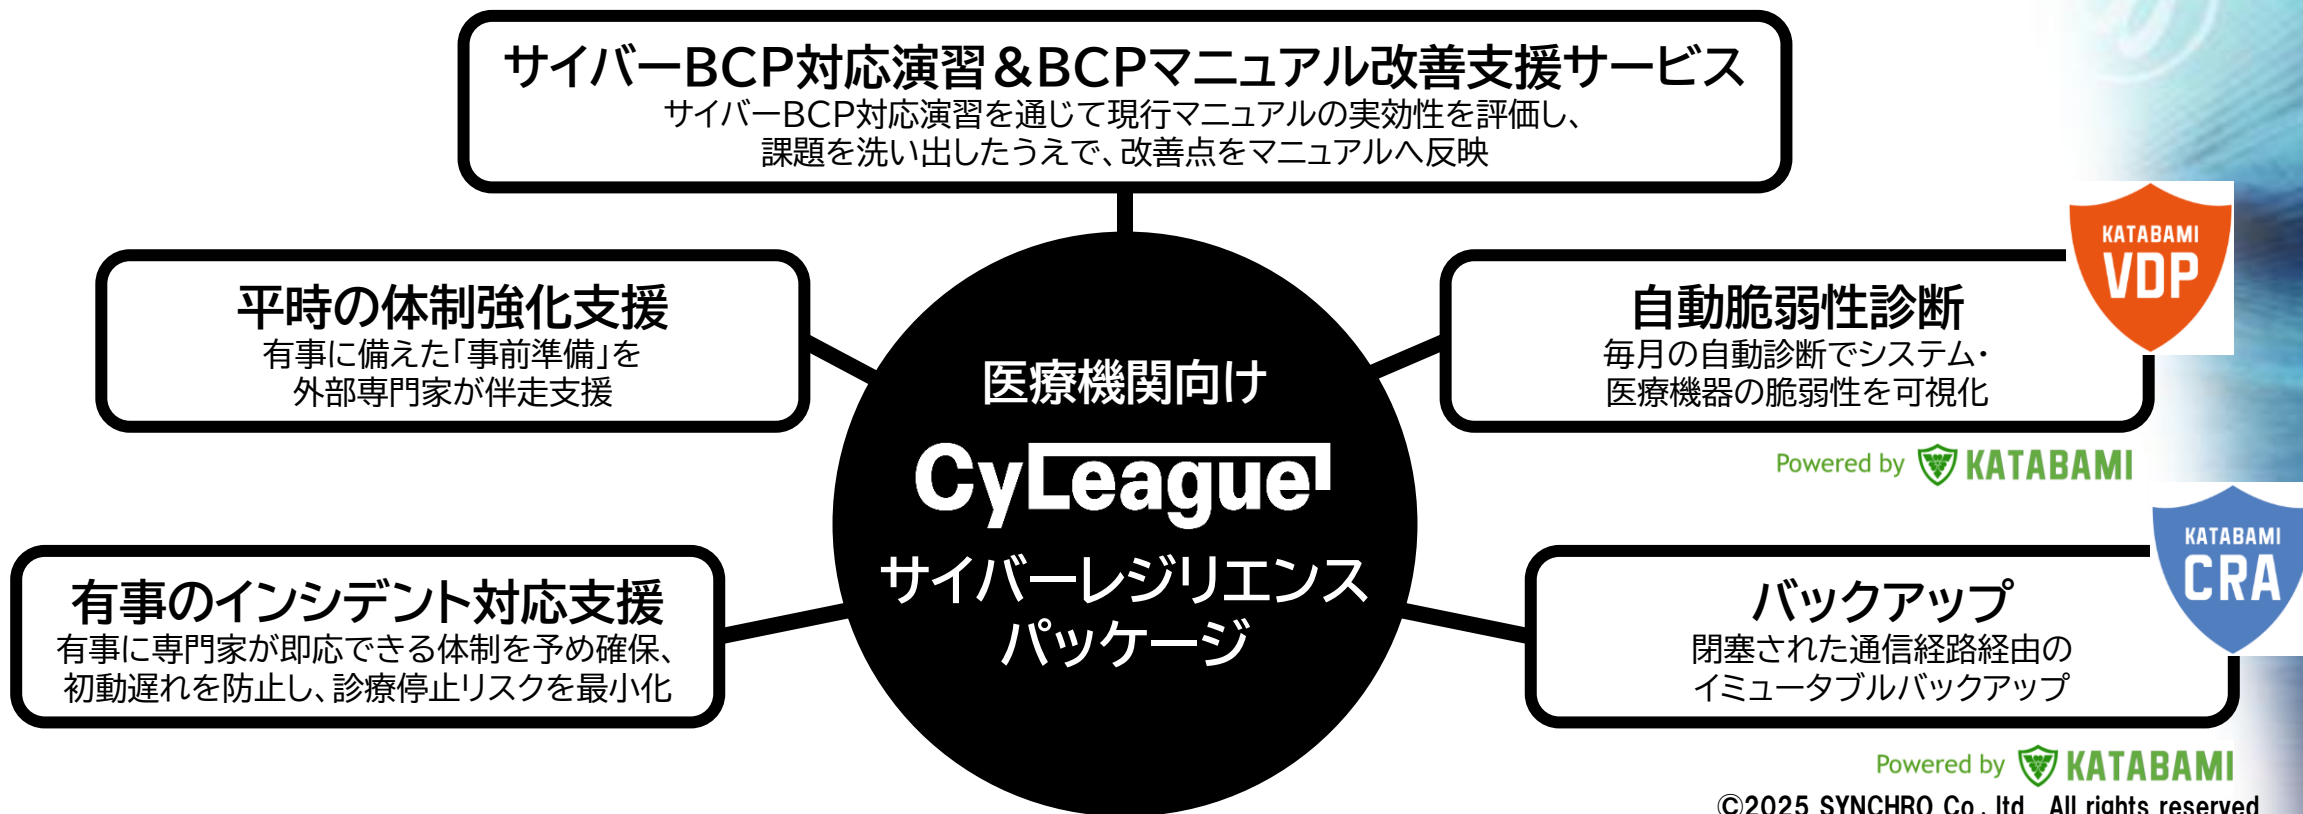 サイバーBCP対応演習&BCPマニュアル改善支援サービス
サイバーBCP対応演習を通じて現行マニュアルの実効性を評価し、
課題を洗い出したうえで、改善点をマニュアルへ反映
平時の体制強化支援
有事に備えた「事前準備」を
外部専門家が伴走支援
KATABAMI
VDP
自動脆弱性診断
毎月の自動診断でシステム・
医療機器の脆弱性を可視化
Powered by KATABAMI
医療機関向け
CyLeague
サイバーレジリエンス
パッケージ
有事のインシデント対応支援
有事に専門家が即応できる体制を予め確保、
初動遅れを防止し、診療停止リスクを最小化
KATABAMI
CRA
バックアップ
閉塞された通信経路経由の
イミュータブルバックアップ
Powered by KATABAMI
©2025 SYNCHRO Co.,ltd All rights reserved